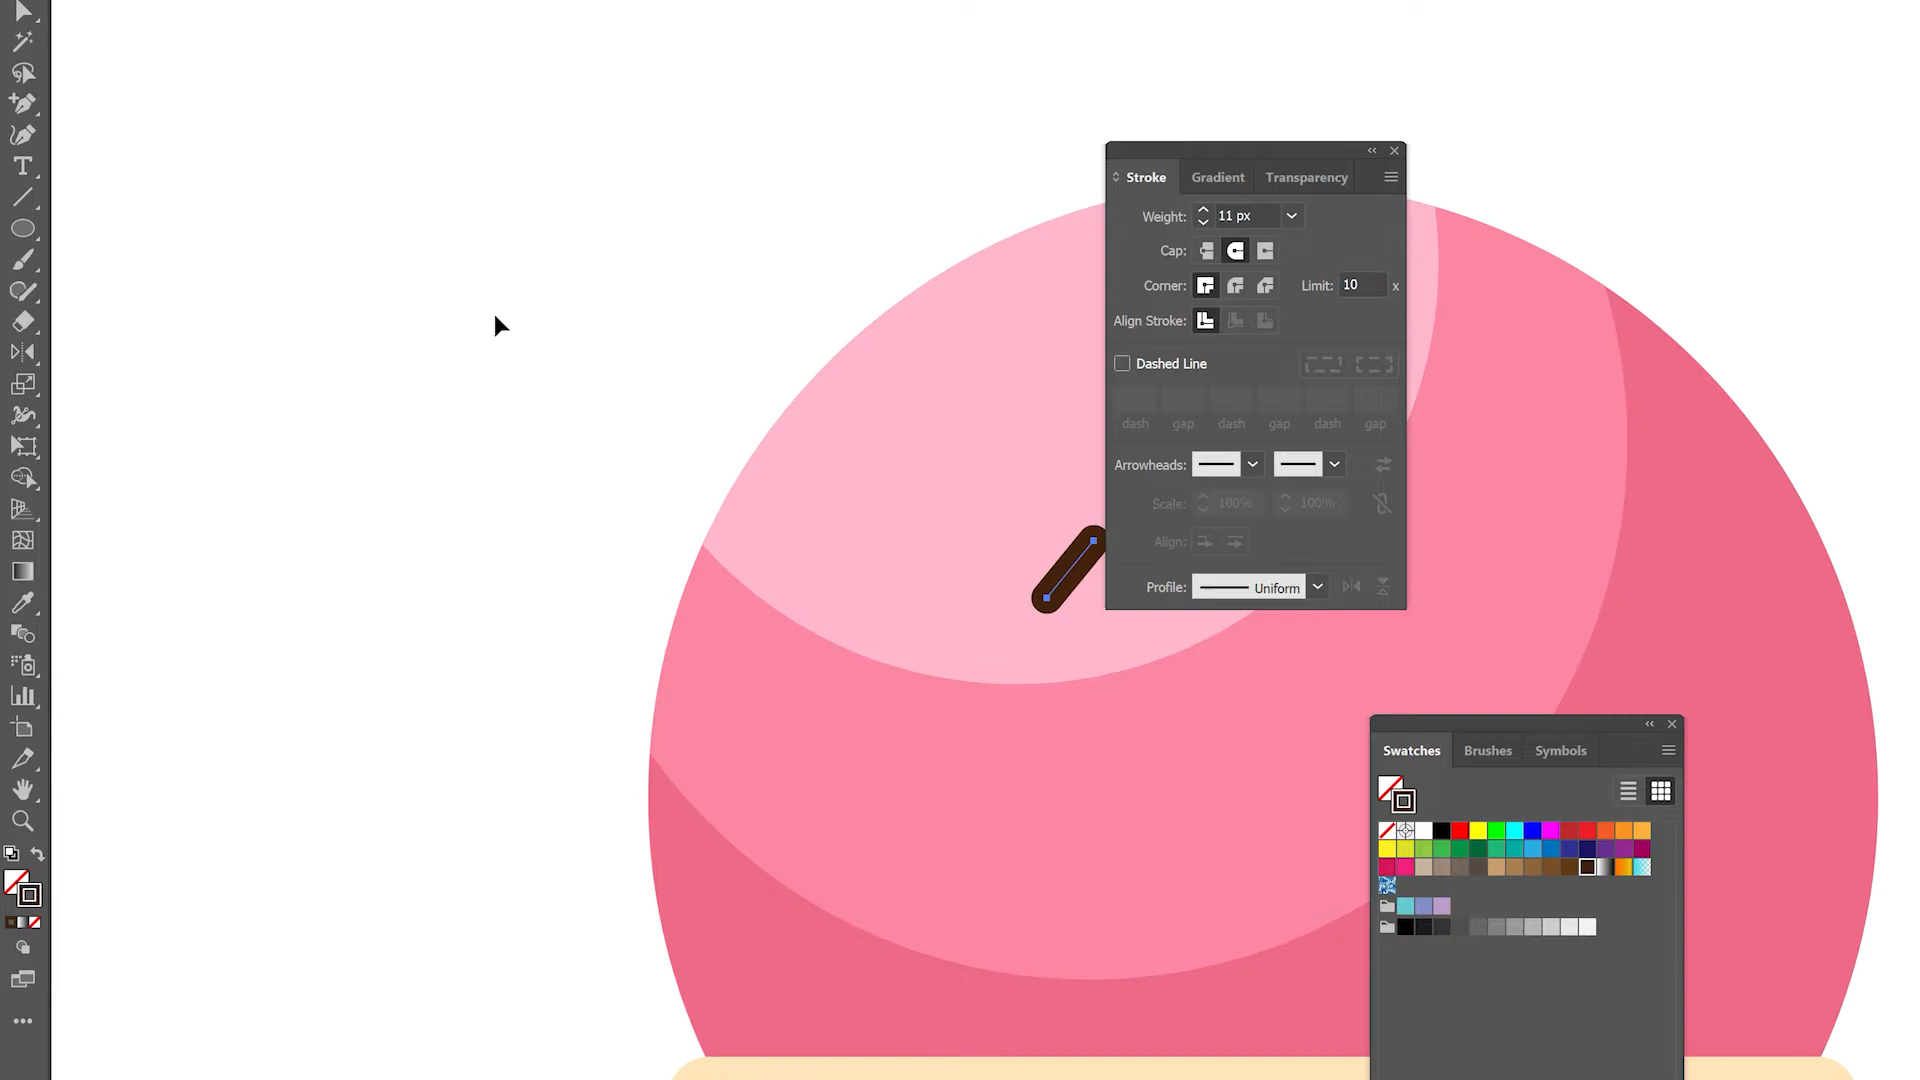 Stroke Gradient Transparency
Weight: 11 px
Cap:
Corner: Limit: 10 x
Align Stroke:
Dashed Line
dash gap dash gap dash gap
Arrowheads:
Scale: 100% 100%
Align:
Profile: Uniform
Swatches Brushes Symbols